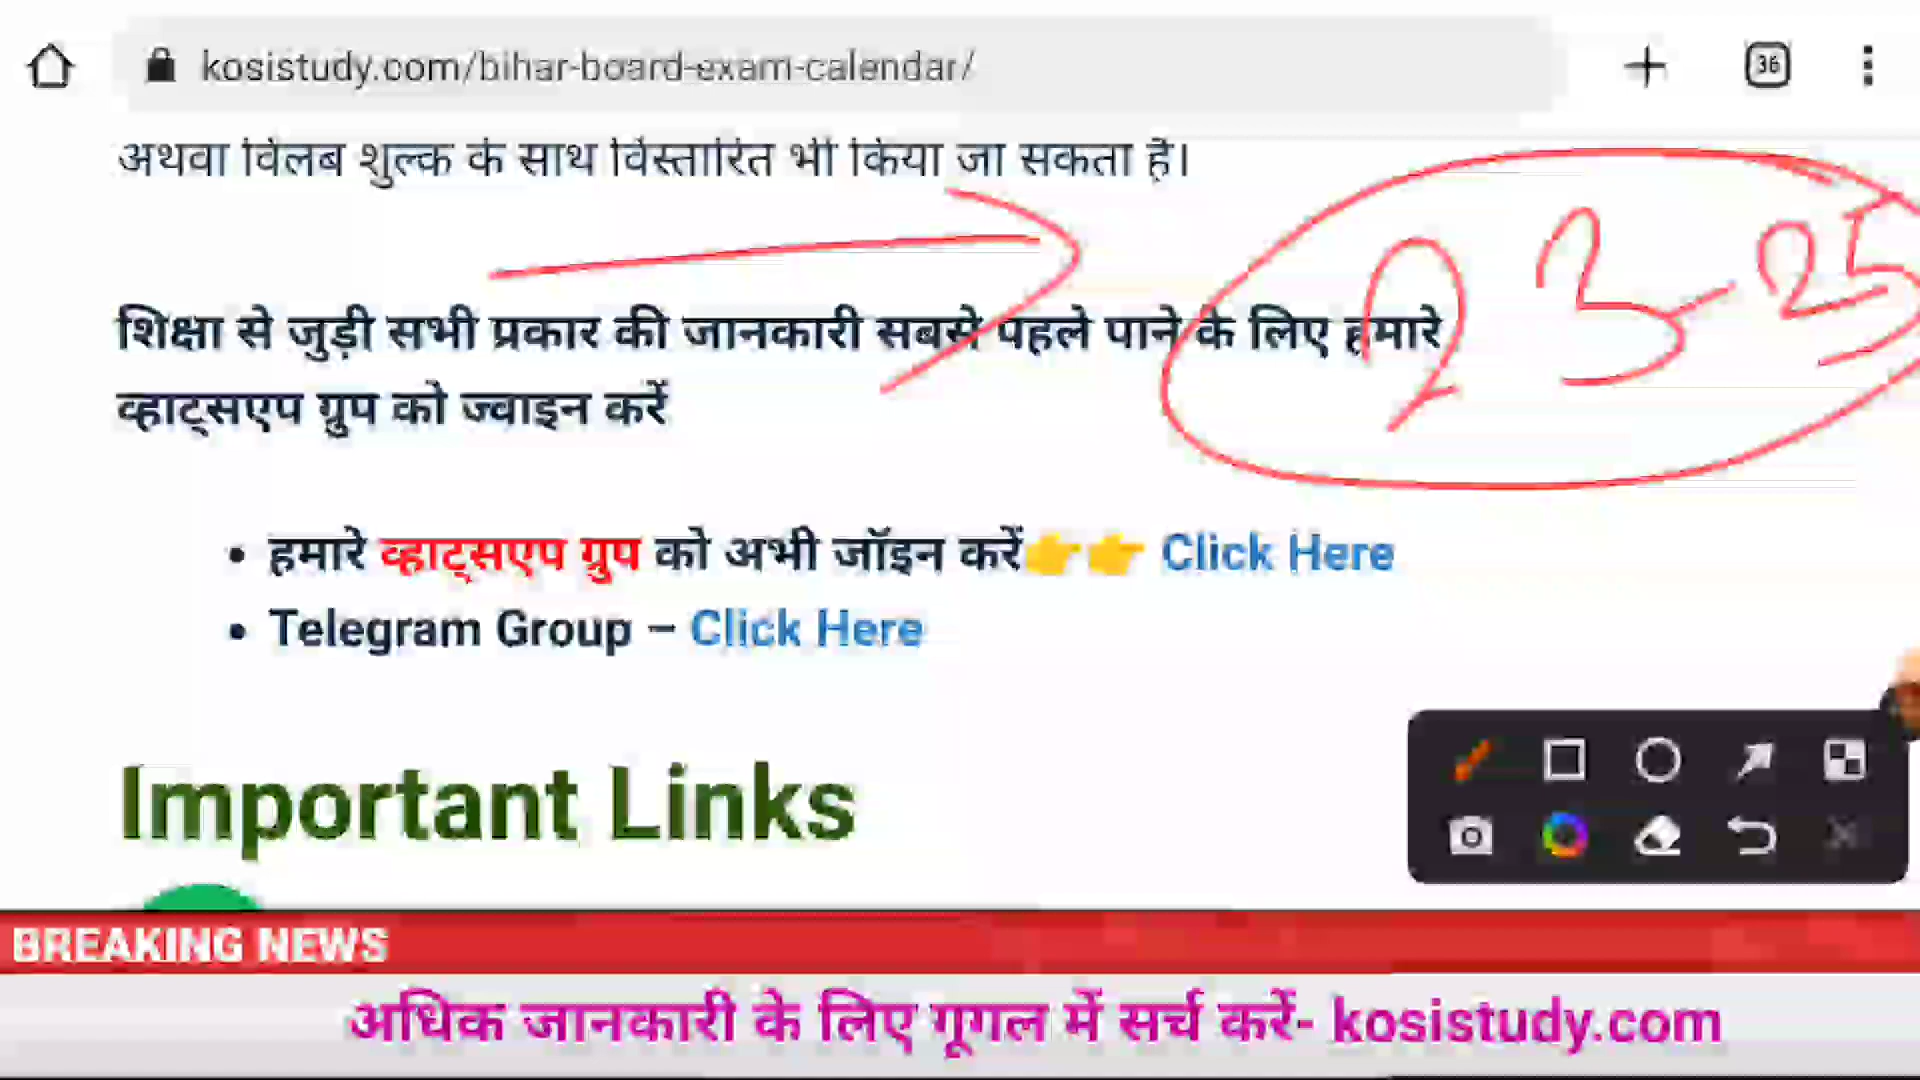 kosistudy.com/bihar-board-exam-calendar/
36
अथवा विलंब शुल्क के साथ विस्तारित भी किया जा सकता है।
23-25
शिक्षा से जुड़ी सभी प्रकार की जानकारी सबसे पहले पाने के लिए हमारे
व्हाट्सएप ग्रुप को ज्वाइन करें
• हमारे व्हाट्सएप ग्रुप को अभी जॉइन करें👉👉 Click Here
• Telegram Group – Click Here
Important Links
BREAKING NEWS
अधिक जानकारी के लिए गूगल में सर्च करें- kosistudy.com